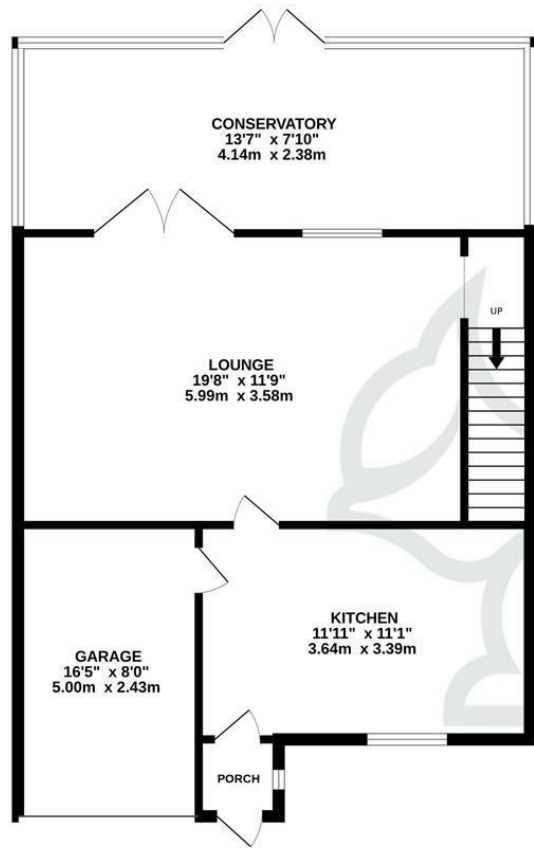 CONSERVATORY
13'7" x 7'10"
4.14m x 2.38m
UP
LOUNGE
19'8" x 11'9"
5.99m x 3.58m
KITCHEN
11'11" x 11'1"
3.64m x 3.39m
GARAGE
16'5" x 8'0"
5.00m x 2.43m
PORCH